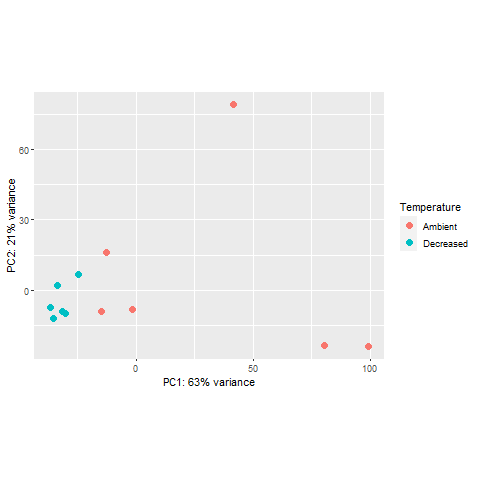 60
30
0
PC2: 21% variance
0
50
100
PC1: 63% variance
Temperature
Ambient
Decreased